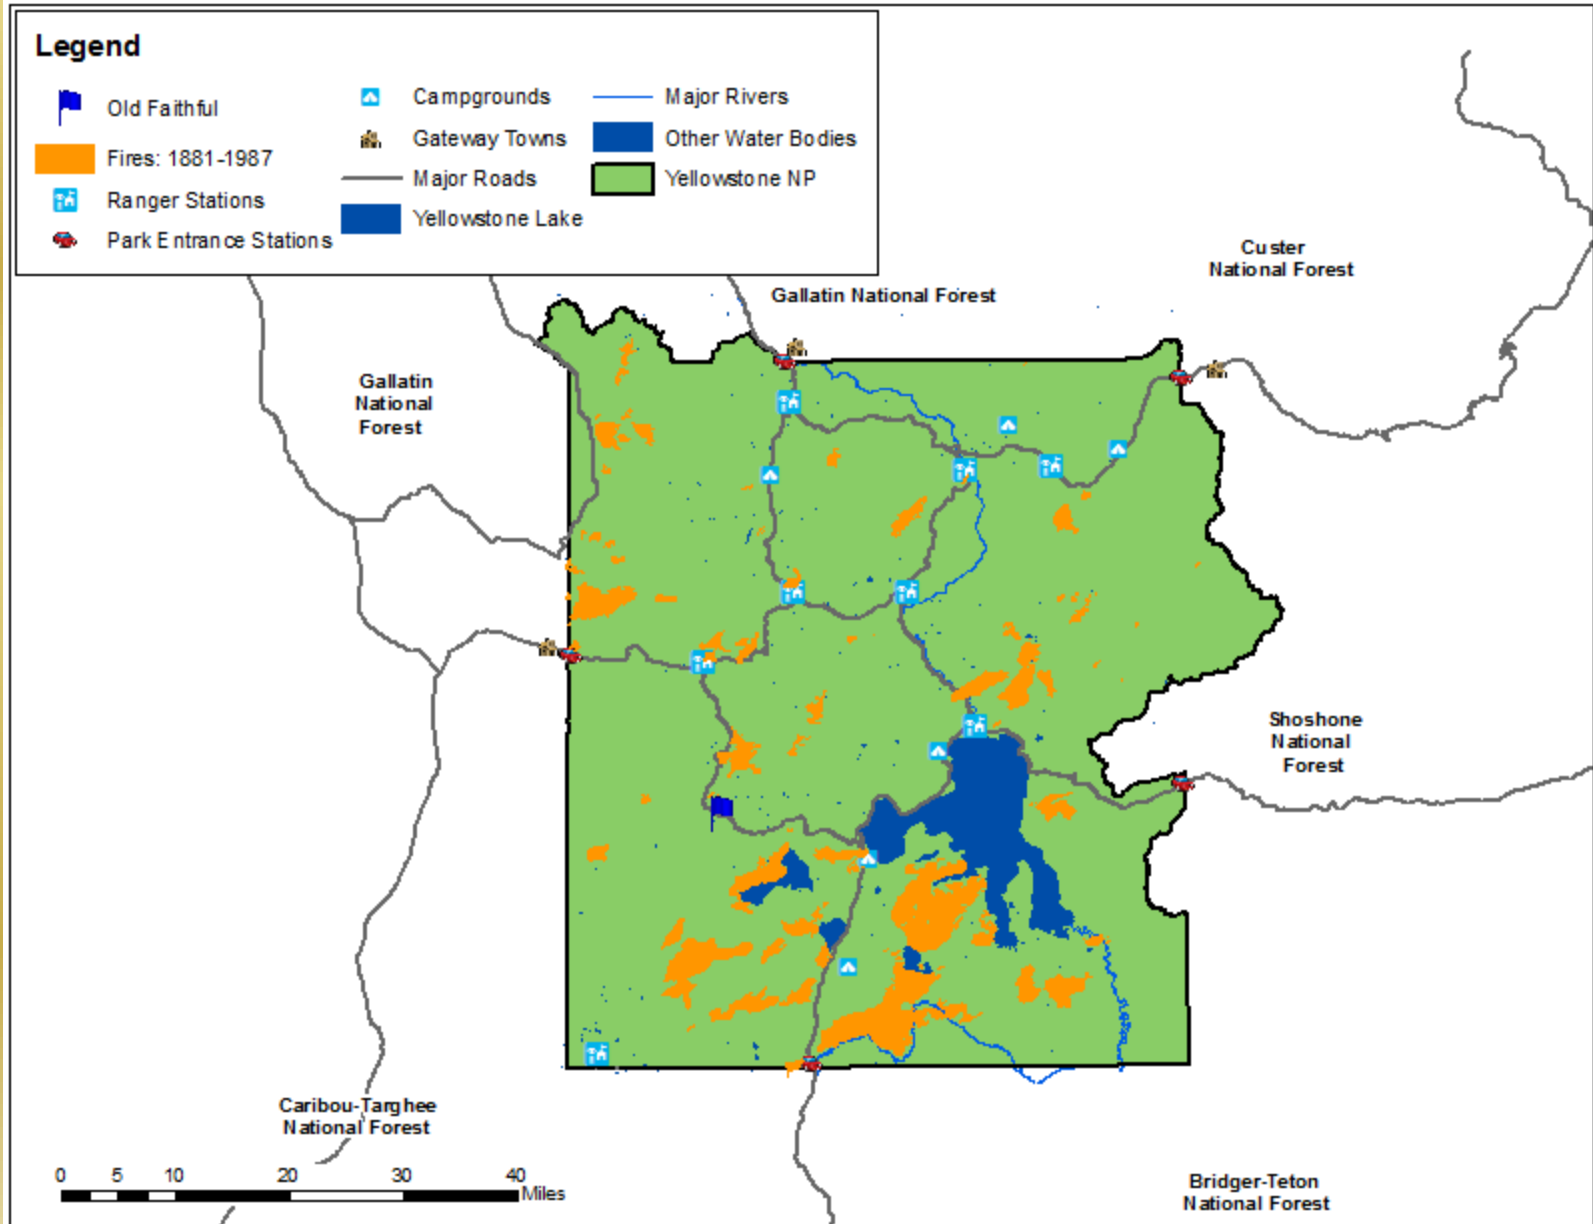 Legend
Old Faithful
Fires: 1881-1987
Ranger Stations
Park Entrance Stations
Campgrounds
Gateway Towns
Major Roads
Yellowstone Lake
Major Rivers
Other Water Bodies
Yellowstone NP
Custer
National Forest
Gallatin National Forest
Gallatin
National
Forest
Shoshone
National
Forest
Caribou-Targhee
National Forest
Bridger-Teton
National Forest
0 5 10 20 30 40
Miles